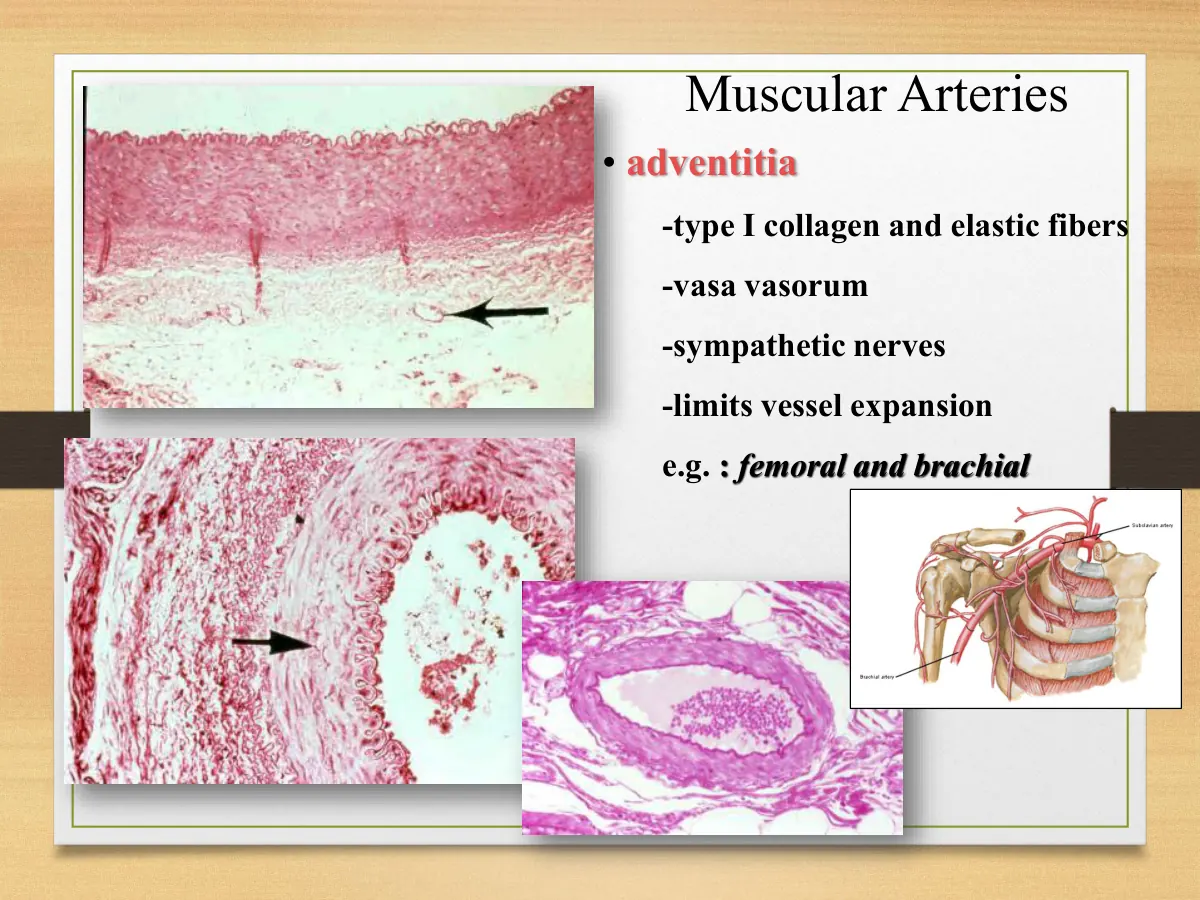 Muscular Arteries
• adventitia
-type I collagen and elastic fibers
-vasa vasorum
-sympathetic nerves
-limits vessel expansion
e.g. : femoral and brachial
Subclavian artery
Brachial artery